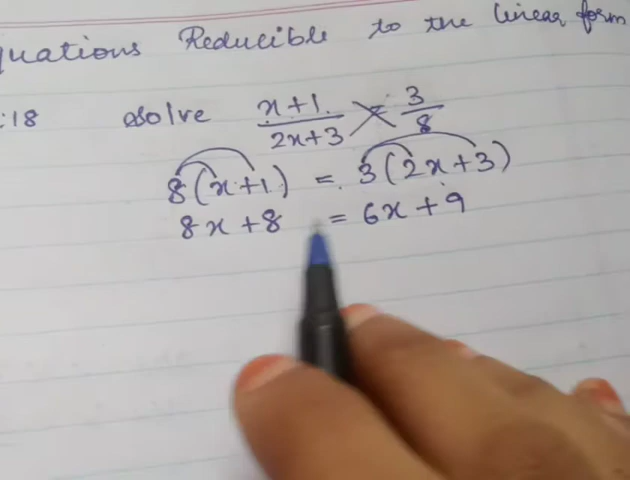 quations Reducible to the linear form
:18 solve x+1/2x+3 = 3/8
8(x+1) = 3(2x+3)
8x+8 = 6x+9